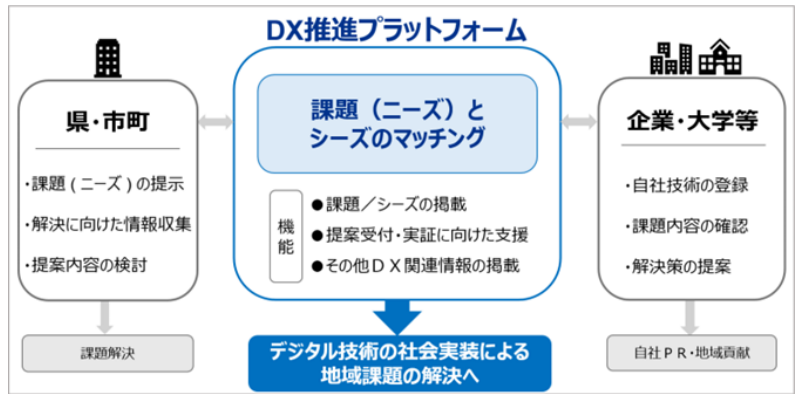 DX推進プラットフォーム
県・市町
・課題(ニーズ)の提示
・解決に向けた情報収集
・提案内容の検討
課題解決
課題（ニーズ）と
シーズのマッチング
機能
●課題／シーズの掲載
●提案受付・実証に向けた支援
●その他ＤＸ関連情報の掲載
デジタル技術の社会実装による
地域課題の解決へ
企業・大学等
・自社技術の登録
・課題内容の確認
・解決策の提案
自社ＰＲ・地域貢献